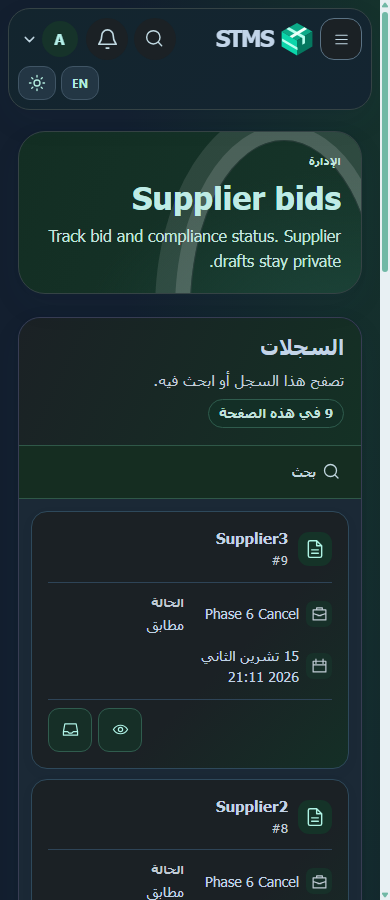 STMS
A
EN
الإدارة
Supplier bids
Track bid and compliance status. Supplier
drafts stay private.
السجلات
تصفح هذا السجل أو ابحث فيه.
9 في هذه الصفحة
بحث
Supplier3
#9
Phase 6 Cancel
الحالة
مطابق
15 تشرين الثاني
2026 21:11
Supplier2
#8
Phase 6 Cancel
الحالة
مطابق